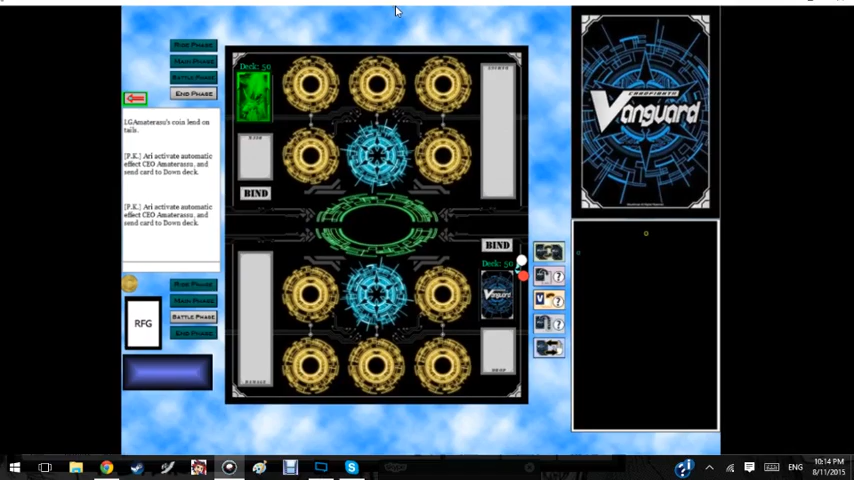 RIDE PHASE
MAIN PHASE
BATTLE PHASE
END PHASE
Deck: 50
BIND
I.GAmaterasu's coin lend on
tails.
[P.K.] Ari activate automatic
effect CEO Amaterasu, and
send card to Down deck.
[P.K.] Ari activate automatic
effect CEO Amaterasu, and
send card to Down deck.
CARDFIGHT!!
Vanguard
BIND
Deck: 50
Vanguard
RIDE PHASE
MAIN PHASE
BATTLE PHASE
END PHASE
RFG
DROP
?
V ?
?
ENG
10:14 PM
8/11/2015